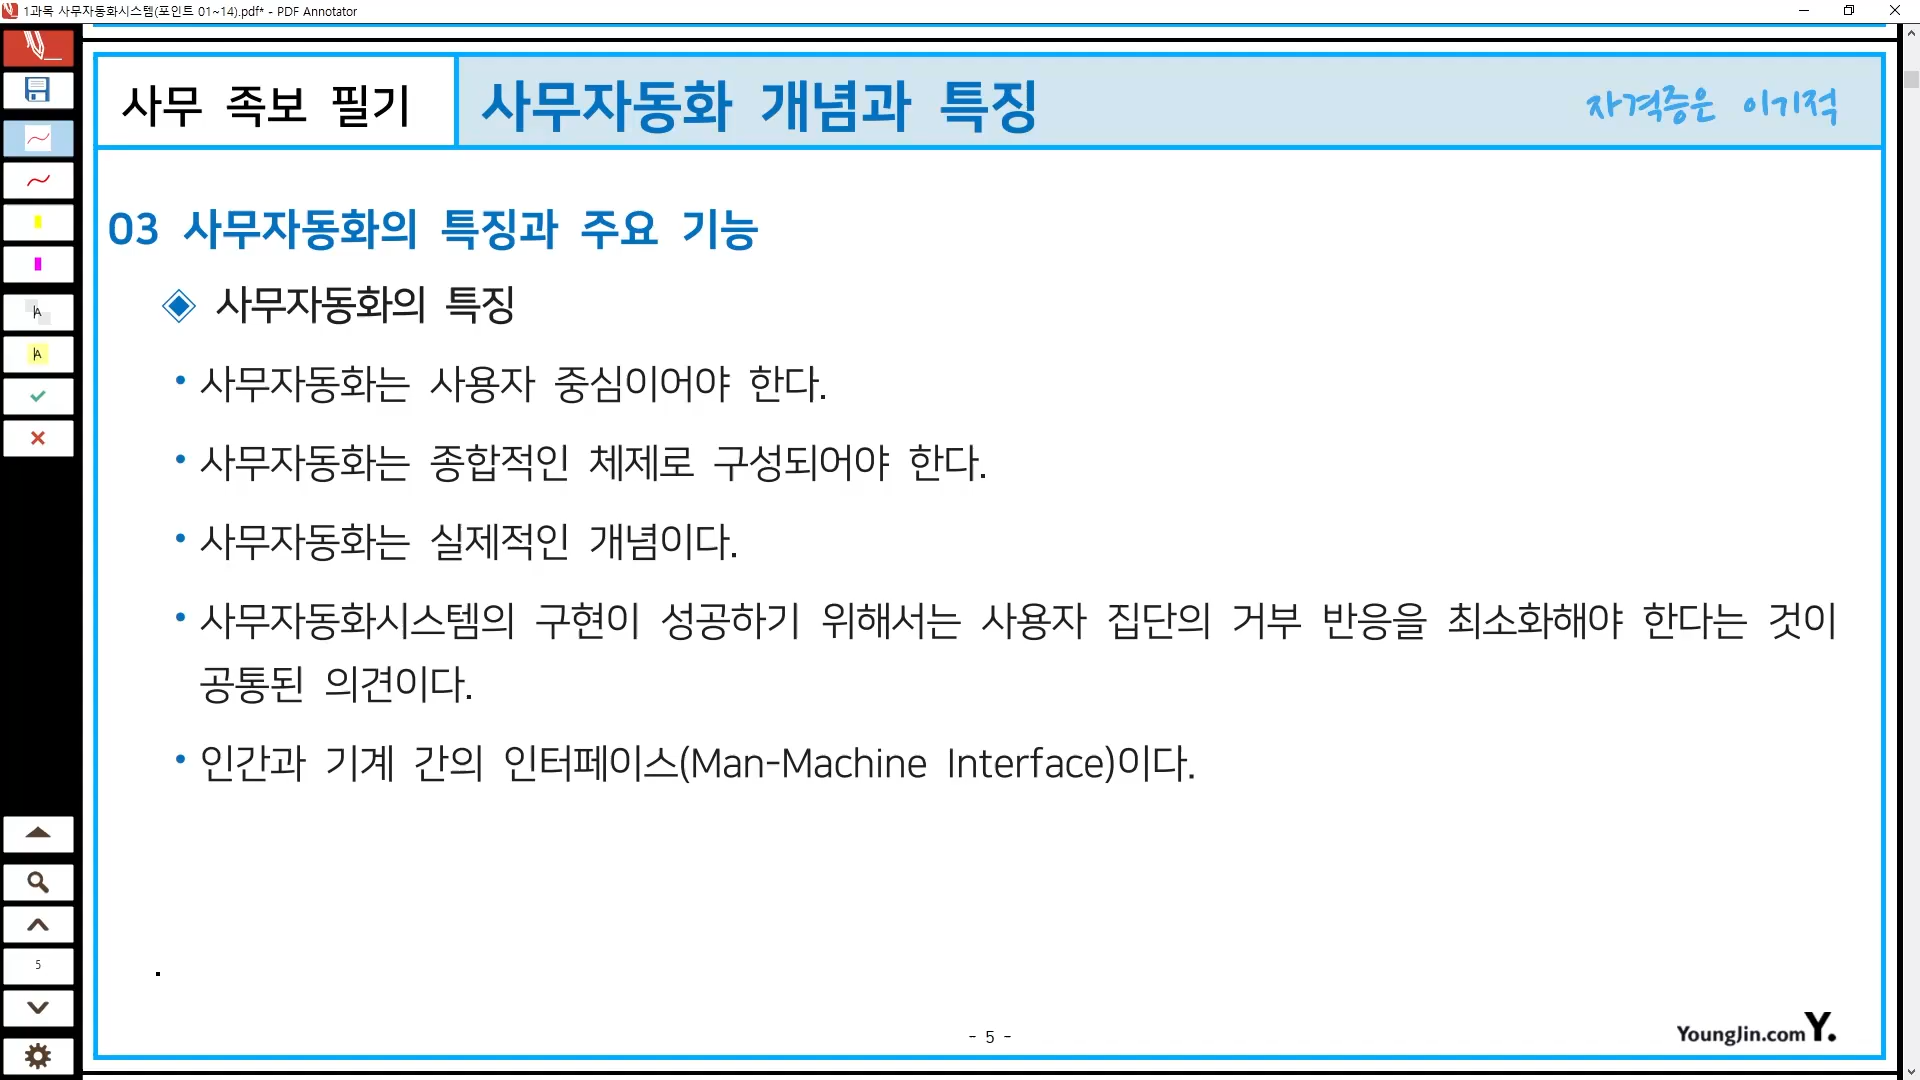 1과목 사무자동화시스템(포인트 01~14).pdf* - PDF Annotator
사무 족보 필기
사무자동화 개념과 특징
자격증은 이기적
03 사무자동화의 특징과 주요 기능
사무자동화의 특징
• 사무자동화는 사용자 중심이어야 한다.
• 사무자동화는 종합적인 체제로 구성되어야 한다.
• 사무자동화는 실제적인 개념이다.
• 사무자동화시스템의 구현이 성공하기 위해서는 사용자 집단의 거부 반응을 최소화해야 한다는 것이
공통된 의견이다.
• 인간과 기계 간의 인터페이스(Man-Machine Interface)이다.
A
A
5
- 5 -
YoungJin.com Y.